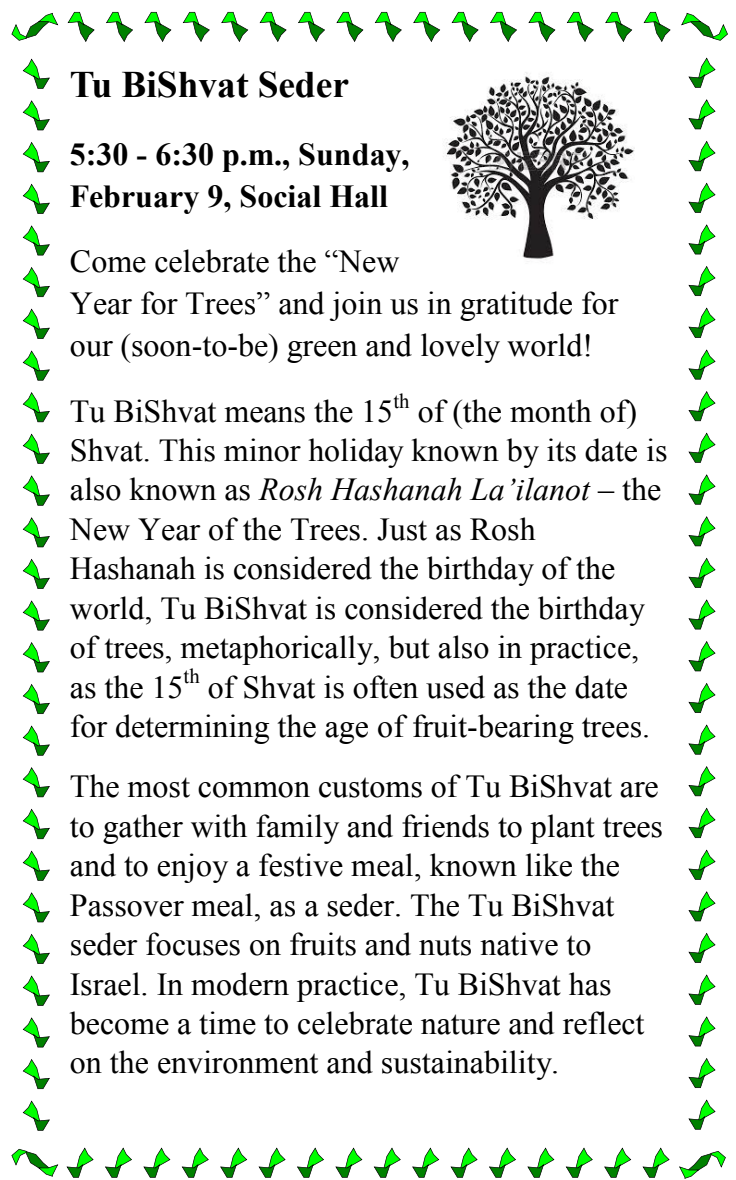 Tu BiShvat Seder
5:30 - 6:30 p.m., Sunday,
February 9, Social Hall
Come celebrate the “New
Year for Trees” and join us in gratitude for
our (soon-to-be) green and lovely world!
Tu BiShvat means the 15th of (the month of)
Shvat. This minor holiday known by its date is
also known as Rosh Hashanah La’ilanot – the
New Year of the Trees. Just as Rosh
Hashanah is considered the birthday of the
world, Tu BiShvat is considered the birthday
of trees, metaphorically, but also in practice,
as the 15th of Shvat is often used as the date
for determining the age of fruit-bearing trees.
The most common customs of Tu BiShvat are
to gather with family and friends to plant trees
and to enjoy a festive meal, known like the
Passover meal, as a seder. The Tu BiShvat
seder focuses on fruits and nuts native to
Israel. In modern practice, Tu BiShvat has
become a time to celebrate nature and reflect
on the environment and sustainability.